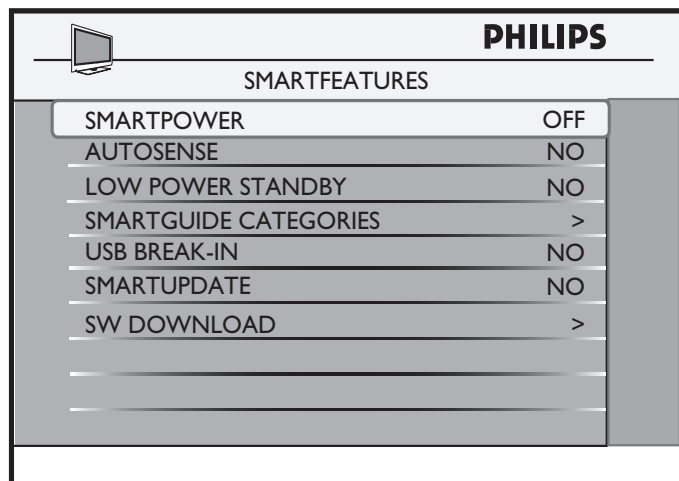 PHILIPS
SMARTFEATURES
SMARTPOWER OFF
AUTOSENSE NO
LOW POWER STANDBY NO
SMARTGUIDE CATEGORIES >
USB BREAK-IN NO
SMARTUPDATE NO
SW DOWNLOAD >